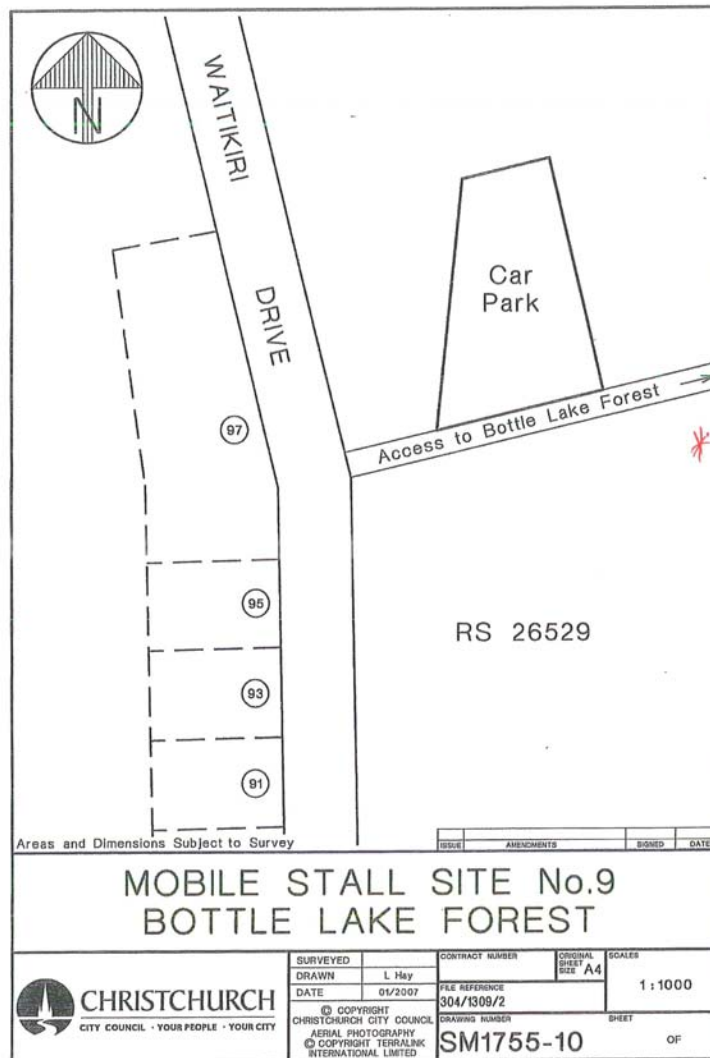 N
WAITIKIRI
DRIVE
Car
Park
Access to Bottle Lake Forest
97
95
RS 26529
93
91
Areas and Dimensions Subject to Survey
ISSUE AMENDMENTS SIGNED DATE
MOBILE STALL SITE No.9
BOTTLE LAKE FOREST
CHRISTCHURCH
CITY COUNCIL · YOUR PEOPLE · YOUR CITY
SURVEYED
DRAWN L Hay
DATE 01/2007
© COPYRIGHT
CHRISTCHURCH CITY COUNCIL
AERIAL PHOTOGRAPHY
© COPYRIGHT TERRALINK
INTERNATIONAL LIMITED
CONTRACT NUMBER
ORIGINAL
SHEET
SIZE A4
FILE REFERENCE
304/1309/2
SCALES
1:1000
DRAWING NUMBER
SM1755-10
SHEET
OF